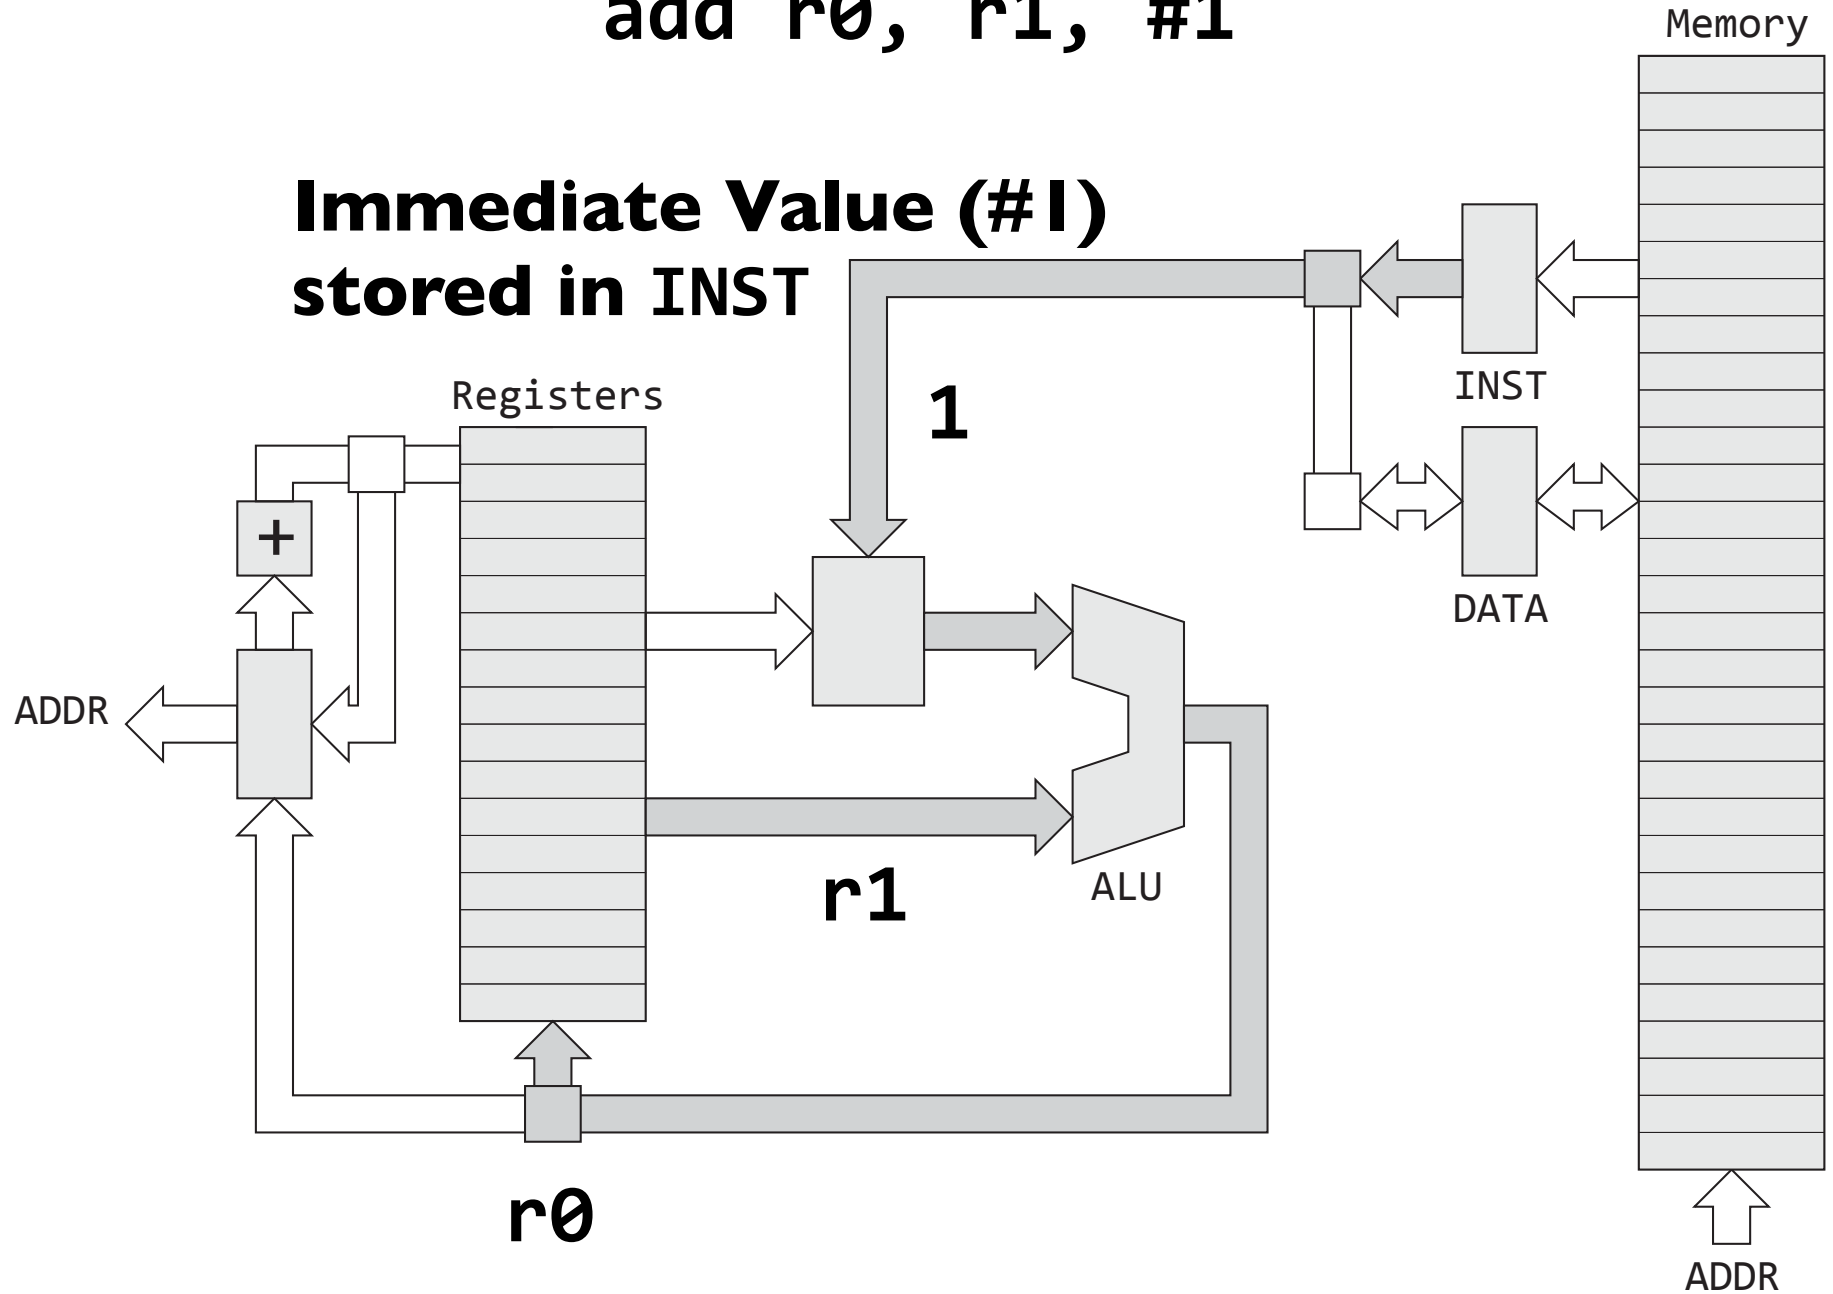 add r0, r1, #1
Memory
Immediate Value (#1)
stored in INST
INST
Registers
1
+
DATA
ADDR
ALU
r1
r0
ADDR